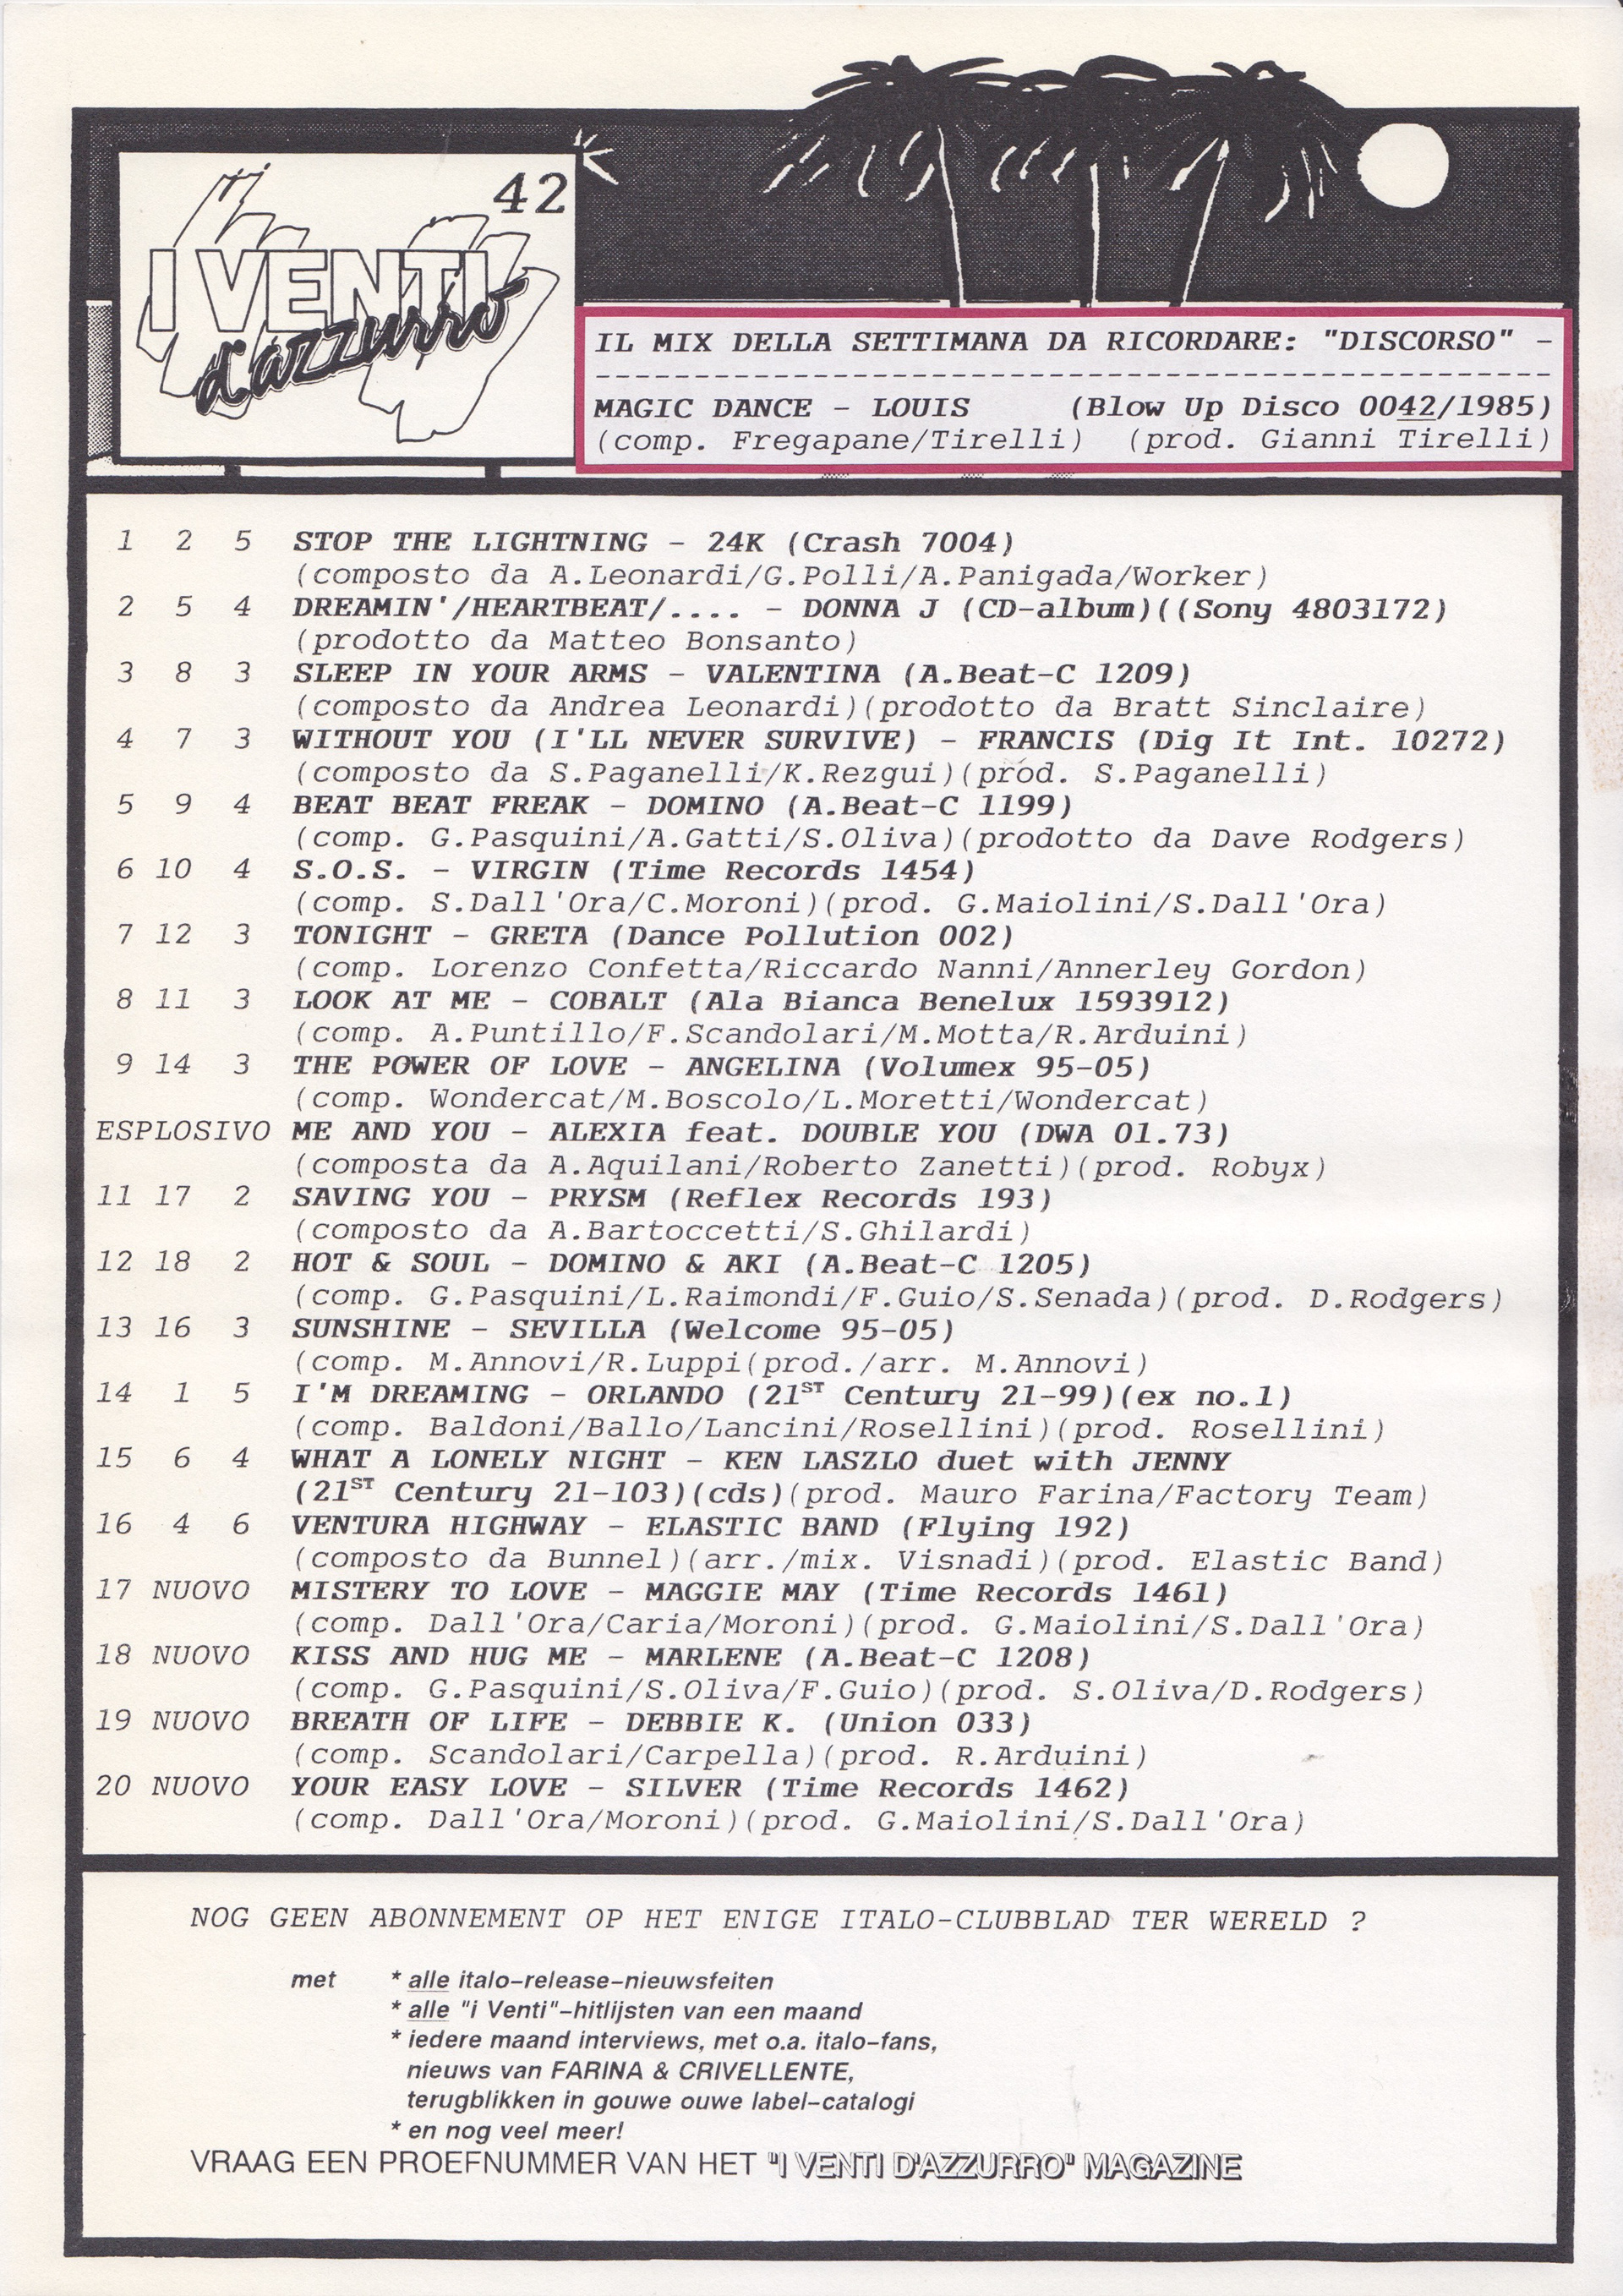 42
I VENTI
d'azzurro
IL MIX DELLA SETTIMANA DA RICORDARE: "DISCORSO" -
-------------------------------------------------
MAGIC DANCE - LOUIS (Blow Up Disco 0042/1985)
(comp. Fregapane/Tirelli) (prod. Gianni Tirelli)
1 2 5 STOP THE LIGHTNING - 24K (Crash 7004)
(composto da A.Leonardi/G.Polli/A.Panigada/Worker)
2 5 4 DREAMIN'/HEARTBEAT/.... - DONNA J (CD-album)((Sony 4803172)
(prodotto da Matteo Bonsanto)
3 8 3 SLEEP IN YOUR ARMS - VALENTINA (A.Beat-C 1209)
(composto da Andrea Leonardi)(prodotto da Bratt Sinclaire)
4 7 3 WITHOUT YOU (I'LL NEVER SURVIVE) - FRANCIS (Dig It Int. 10272)
(composto da S.Paganelli/K.Rezgui)(prod. S.Paganelli)
5 9 4 BEAT BEAT FREAK - DOMINO (A.Beat-C 1199)
(comp. G.Pasquini/A.Gatti/S.Oliva)(prodotto da Dave Rodgers)
6 10 4 S.O.S. - VIRGIN (Time Records 1454)
(comp. S.Dall'Ora/C.Moroni)(prod. G.Maiolini/S.Dall'Ora)
7 12 3 TONIGHT - GRETA (Dance Pollution 002)
(comp. Lorenzo Confetta/Riccardo Nanni/Annerley Gordon)
8 11 3 LOOK AT ME - COBALT (Ala Bianca Benelux 1593912)
(comp. A.Puntillo/F.Scandolari/M.Motta/R.Arduini)
9 14 3 THE POWER OF LOVE - ANGELINA (Volumex 95-05)
(comp. Wondercat/M.Boscolo/L.Moretti/Wondercat)
ESPLOSIVO ME AND YOU - ALEXIA feat. DOUBLE YOU (DWA 01.73)
(composta da A.Aquilani/Roberto Zanetti)(prod. Robyx)
11 17 2 SAVING YOU - PRYSM (Reflex Records 193)
(composto da A.Bartoccetti/S.Ghilardi)
12 18 2 HOT & SOUL - DOMINO & AKI (A.Beat-C 1205)
(comp. G.Pasquini/L.Raimondi/F.Guio/S.Senada)(prod. D.Rodgers)
13 16 3 SUNSHINE - SEVILLA (Welcome 95-05)
(comp. M.Annovi/R.Luppi(prod./arr. M.Annovi)
14 1 5 I'M DREAMING - ORLANDO (21ST Century 21-99)(ex no.1)
(comp. Baldoni/Ballo/Lancini/Rosellini)(prod. Rosellini)
15 6 4 WHAT A LONELY NIGHT - KEN LASZLO duet with JENNY
(21ST Century 21-103)(cds)(prod. Mauro Farina/Factory Team)
16 4 6 VENTURA HIGHWAY - ELASTIC BAND (Flying 192)
(composto da Bunnel)(arr./mix. Visnadi)(prod. Elastic Band)
17 NUOVO MISTERY TO LOVE - MAGGIE MAY (Time Records 1461)
(comp. Dall'Ora/Caria/Moroni)(prod. G.Maiolini/S.Dall'Ora)
18 NUOVO KISS AND HUG ME - MARLENE (A.Beat-C 1208)
(comp. G.Pasquini/S.Oliva/F.Guio)(prod. S.Oliva/D.Rodgers)
19 NUOVO BREATH OF LIFE - DEBBIE K. (Union 033)
(comp. Scandolari/Carpella)(prod. R.Arduini)
20 NUOVO YOUR EASY LOVE - SILVER (Time Records 1462)
(comp. Dall'Ora/Moroni)(prod. G.Maiolini/S.Dall'Ora)
NOG GEEN ABONNEMENT OP HET ENIGE ITALO-CLUBBLAD TER WERELD ?
met * alle italo-release-nieuwsfeiten
* alle "i Venti"-hitlijsten van een maand
* iedere maand interviews, met o.a. italo-fans,
nieuws van FARINA & CRIVELLENTE,
terugblikken in gouwe ouwe label-catalogi
* en nog veel meer!
VRAAG EEN PROEFNUMMER VAN HET "I VENTI D'AZZURRO" MAGAZINE